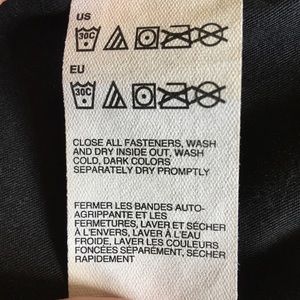 US
30C
EU
30C
CLOSE ALL FASTENERS, WASH
AND DRY INSIDE OUT, WASH
COLD, DARK COLORS
SEPARATELY DRY PROMPTLY
FERMER LES BANDES AUTO-
AGRIPPANTE ET LES
FERMETURES, LAVER ET SÉCHER
À L'ENVERS, LAVER À L'EAU
FROIDE, LAVER LES COULEURS
FONCÉES SÉPARÉMENT, SÉCHER
RAPIDEMENT